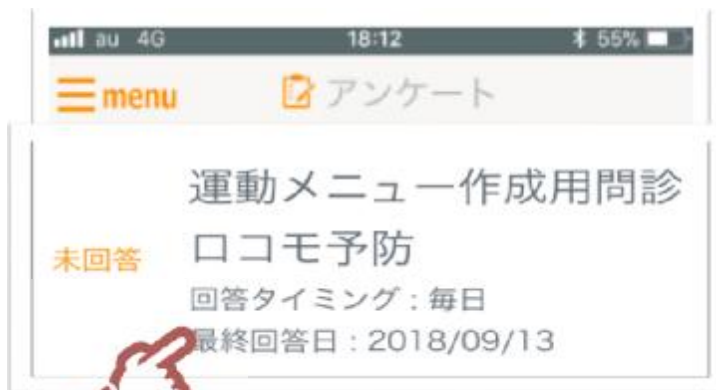 au 4G 18:12 55%
menu アンケート
運動メニュー作成用問診
ロコモ予防
未回答
回答タイミング：毎日
最終回答日：2018/09/13